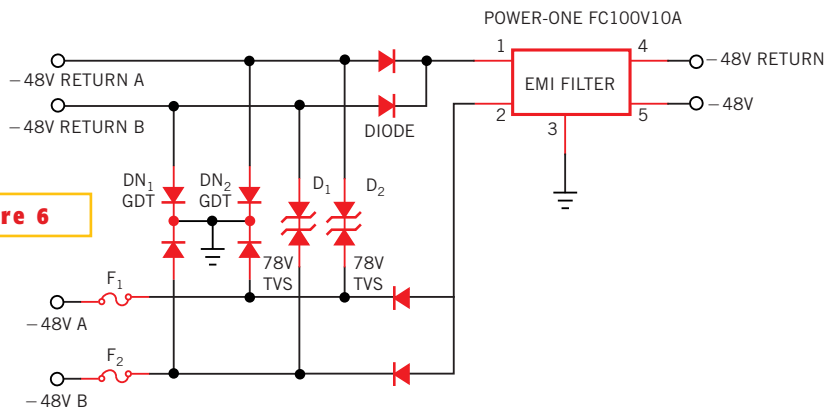 POWER-ONE FC100V10A
1
4
−48V RETURN
−48V RETURN A
EMI FILTER
2
5
−48V
−48V RETURN B
3
DIODE
DN1
GDT
DN2
GDT
D1
D2
re 6
78V
TVS
78V
TVS
F1
−48V A
F2
−48V B